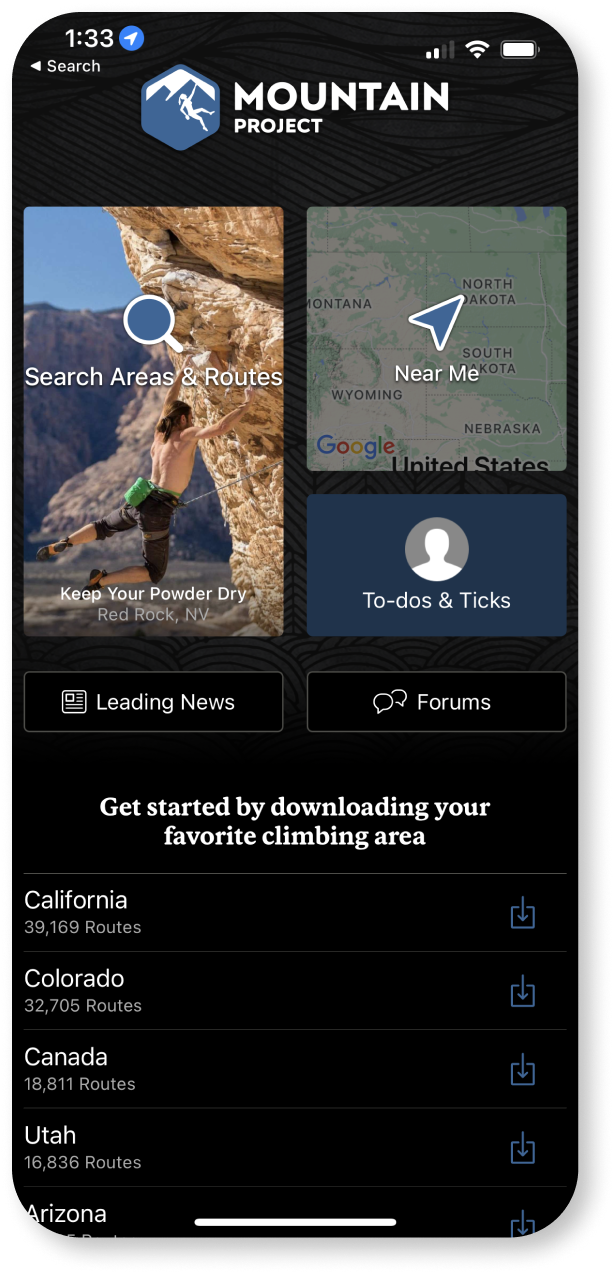 1:33
◀ Search
MOUNTAIN
PROJECT
Search Areas & Routes
Keep Your Powder Dry
Red Rock, NV
MONTANA
NORTH
DAKOTA
Near Me
SOUTH
DAKOTA
WYOMING
NEBRASKA
Google
United States
To-dos & Ticks
Leading News
Forums
Get started by downloading your
favorite climbing area
California
39,169 Routes
Colorado
32,705 Routes
Canada
18,811 Routes
Utah
16,836 Routes
Arizona